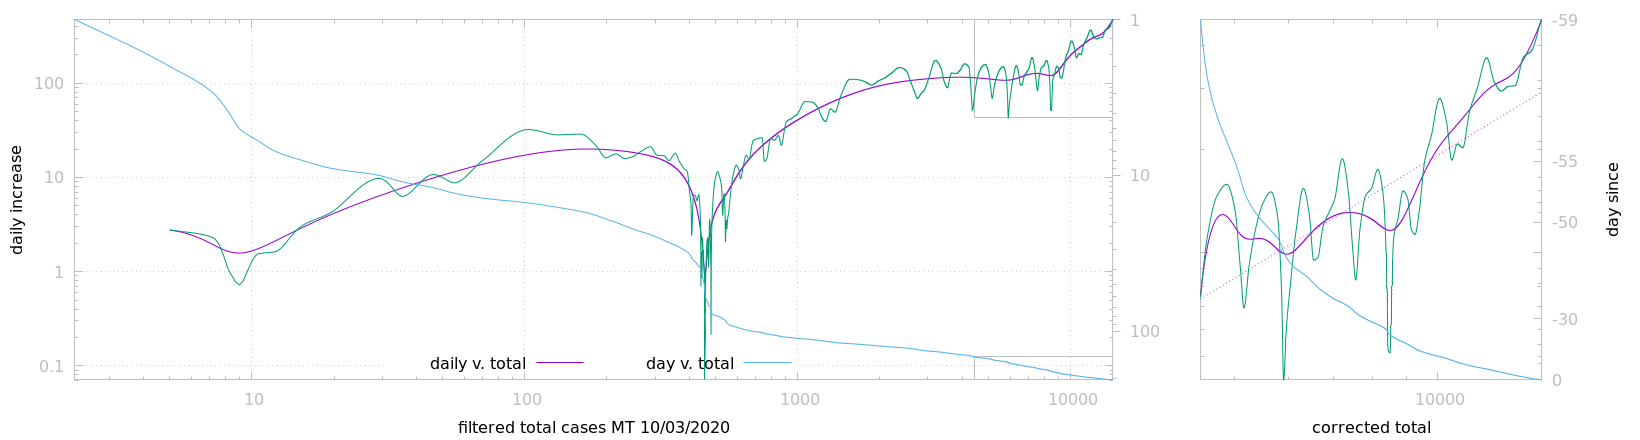 daily increase
100
10
1
0.1
daily v. total
day v. total
10
100
1000
10000
filtered total cases MT 10/03/2020
1
10
100
10000
corrected total
-59
-55
-50
-30
0
day since